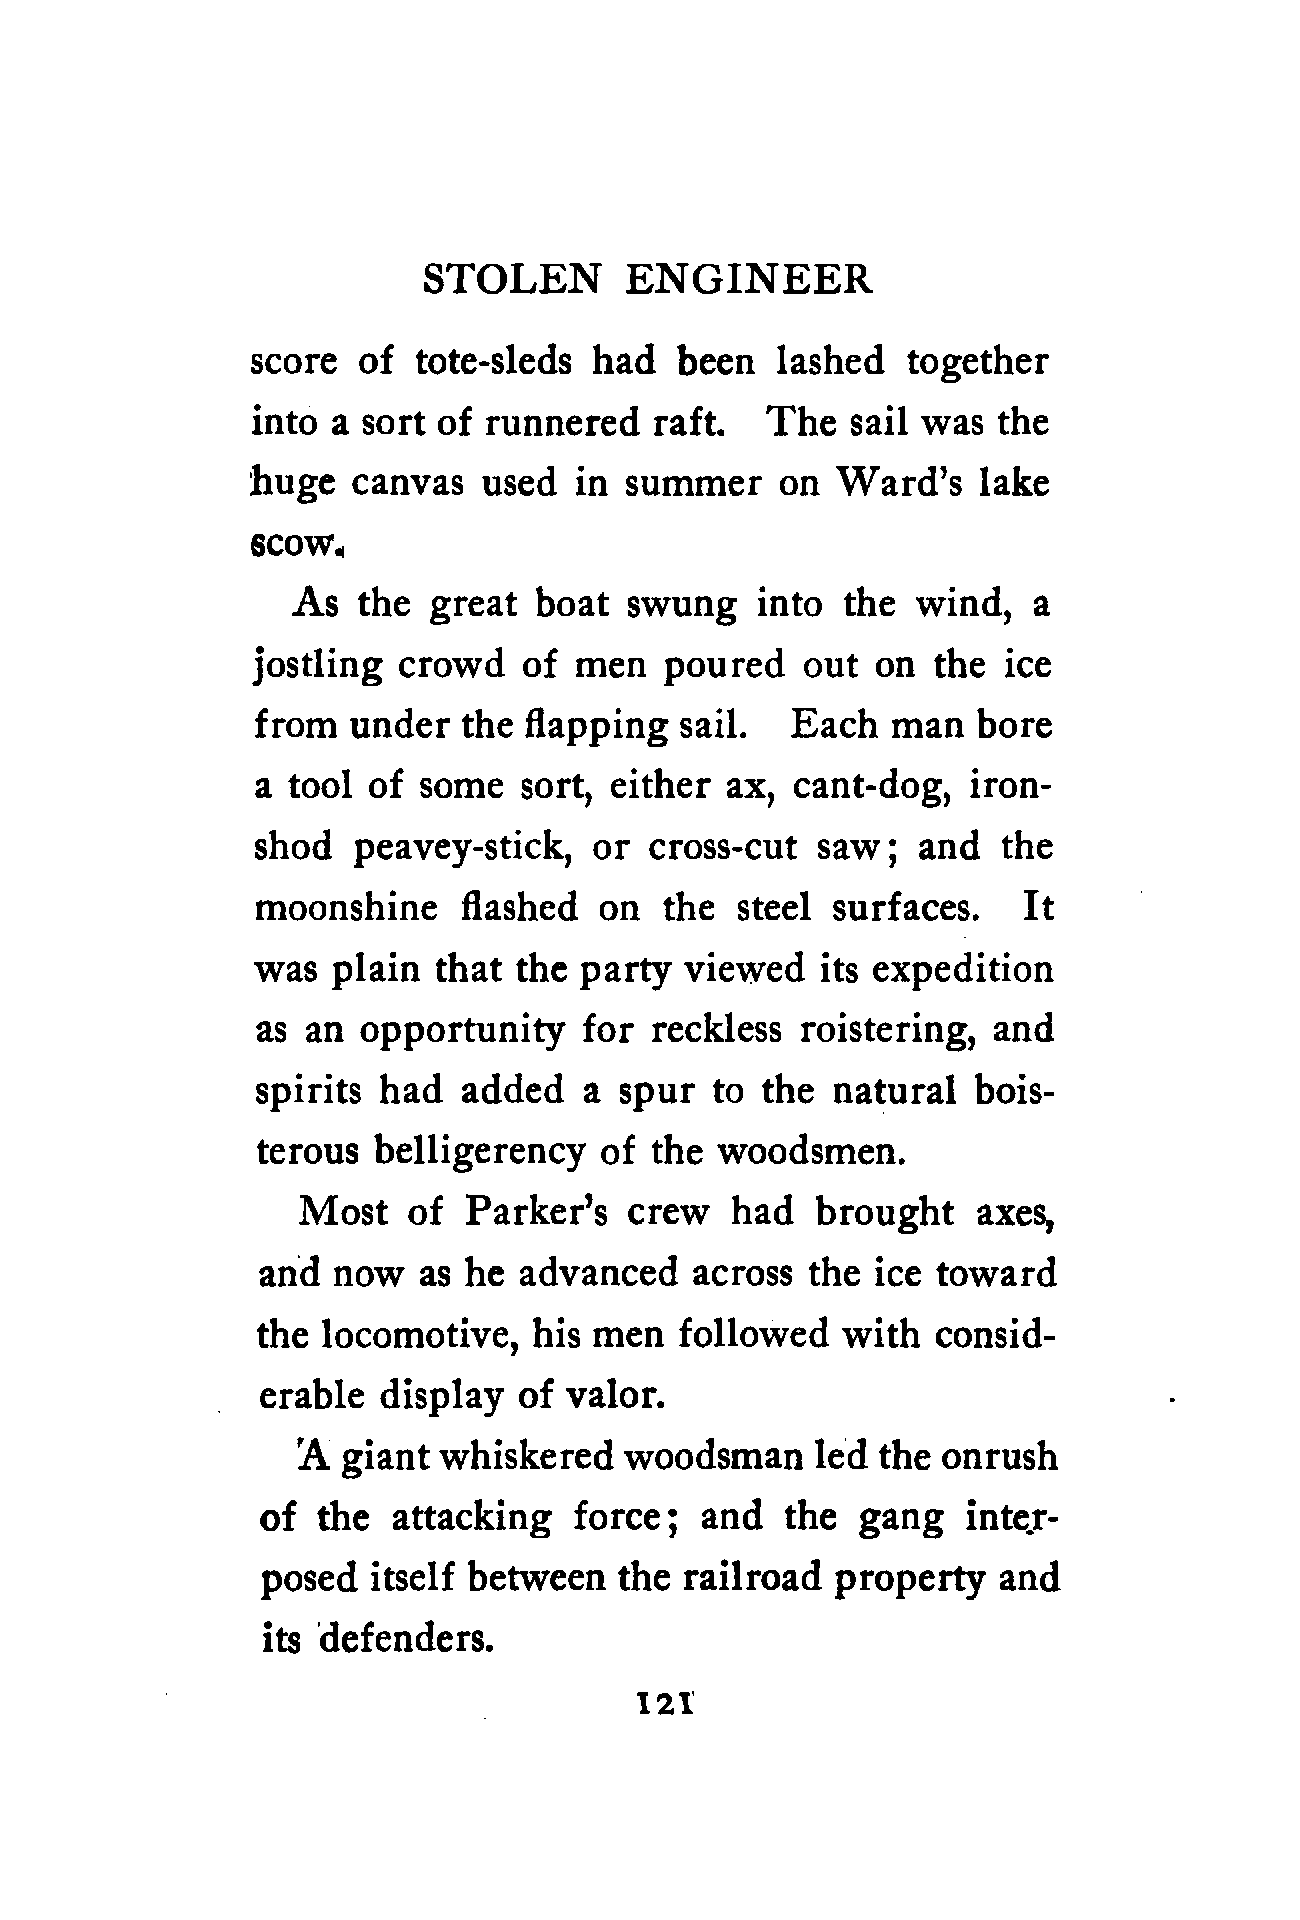 STOLEN ENGINEER
score of tote-sleds had been lashed together
into a sort of runnered raft. The sail was the
huge canvas used in summer on Ward's lake
scow.
As the great boat swung into the wind, a
jostling crowd of men poured out on the ice
from under the flapping sail. Each man bore
a tool of some sort, either ax, cant-dog, iron-
shod peavey-stick, or cross-cut saw; and the
moonshine flashed on the steel surfaces. It
was plain that the party viewed its expedition
as an opportunity for reckless roistering, and
spirits had added a spur to the natural bois-
terous belligerency of the woodsmen.
Most of Parker's crew had brought axes,
and now as he advanced across the ice toward
the locomotive, his men followed with consid-
erable display of valor.
A giant whiskered woodsman led the onrush
of the attacking force; and the gang inter-
posed itself between the railroad property and
its defenders.
121